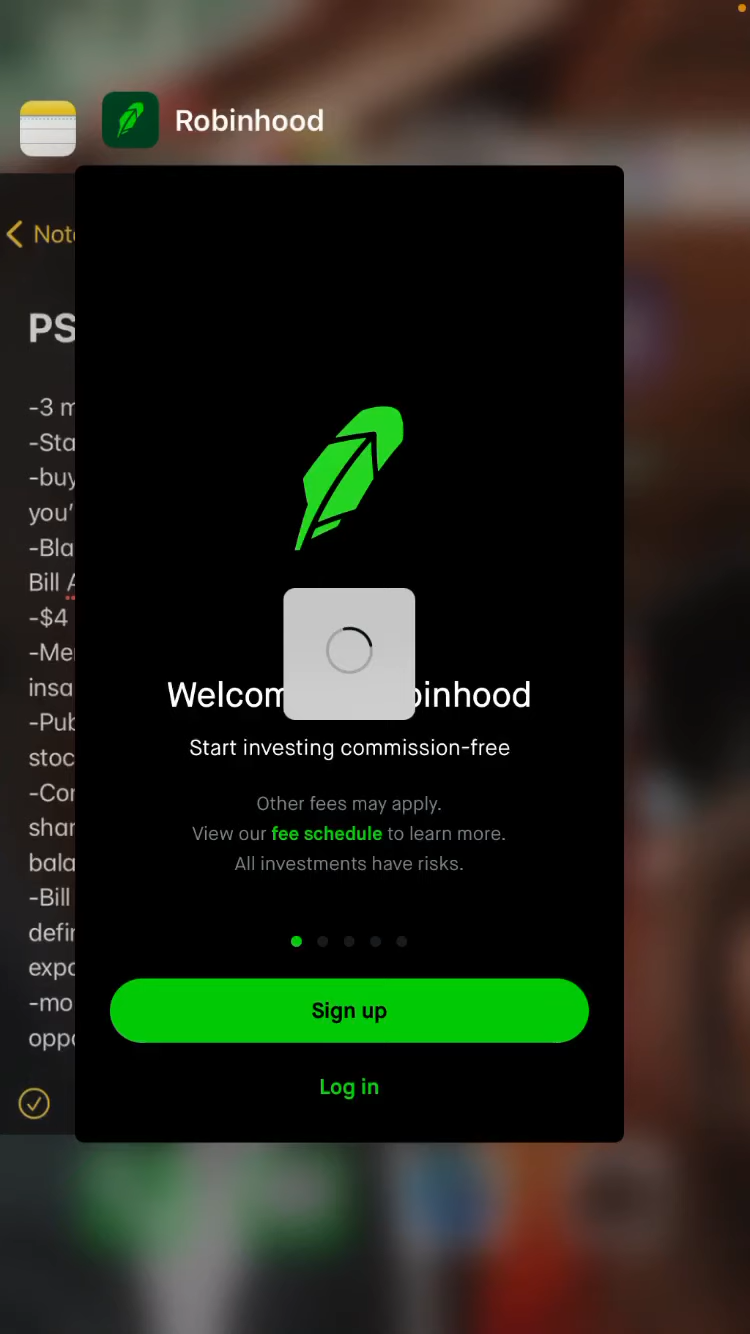 Robinhood
Note
PS
-3 m
-Sta
-buy
you'
-Bla
Bill A
-$4
-Me
insa
-Pub
stoc
-Cor
shar
bala
-Bill
defin
expo
-mo
oppo
Welcom obinhood
Start investing commission-free
Other fees may apply.
View our fee schedule to learn more.
All investments have risks.
Sign up
Log in